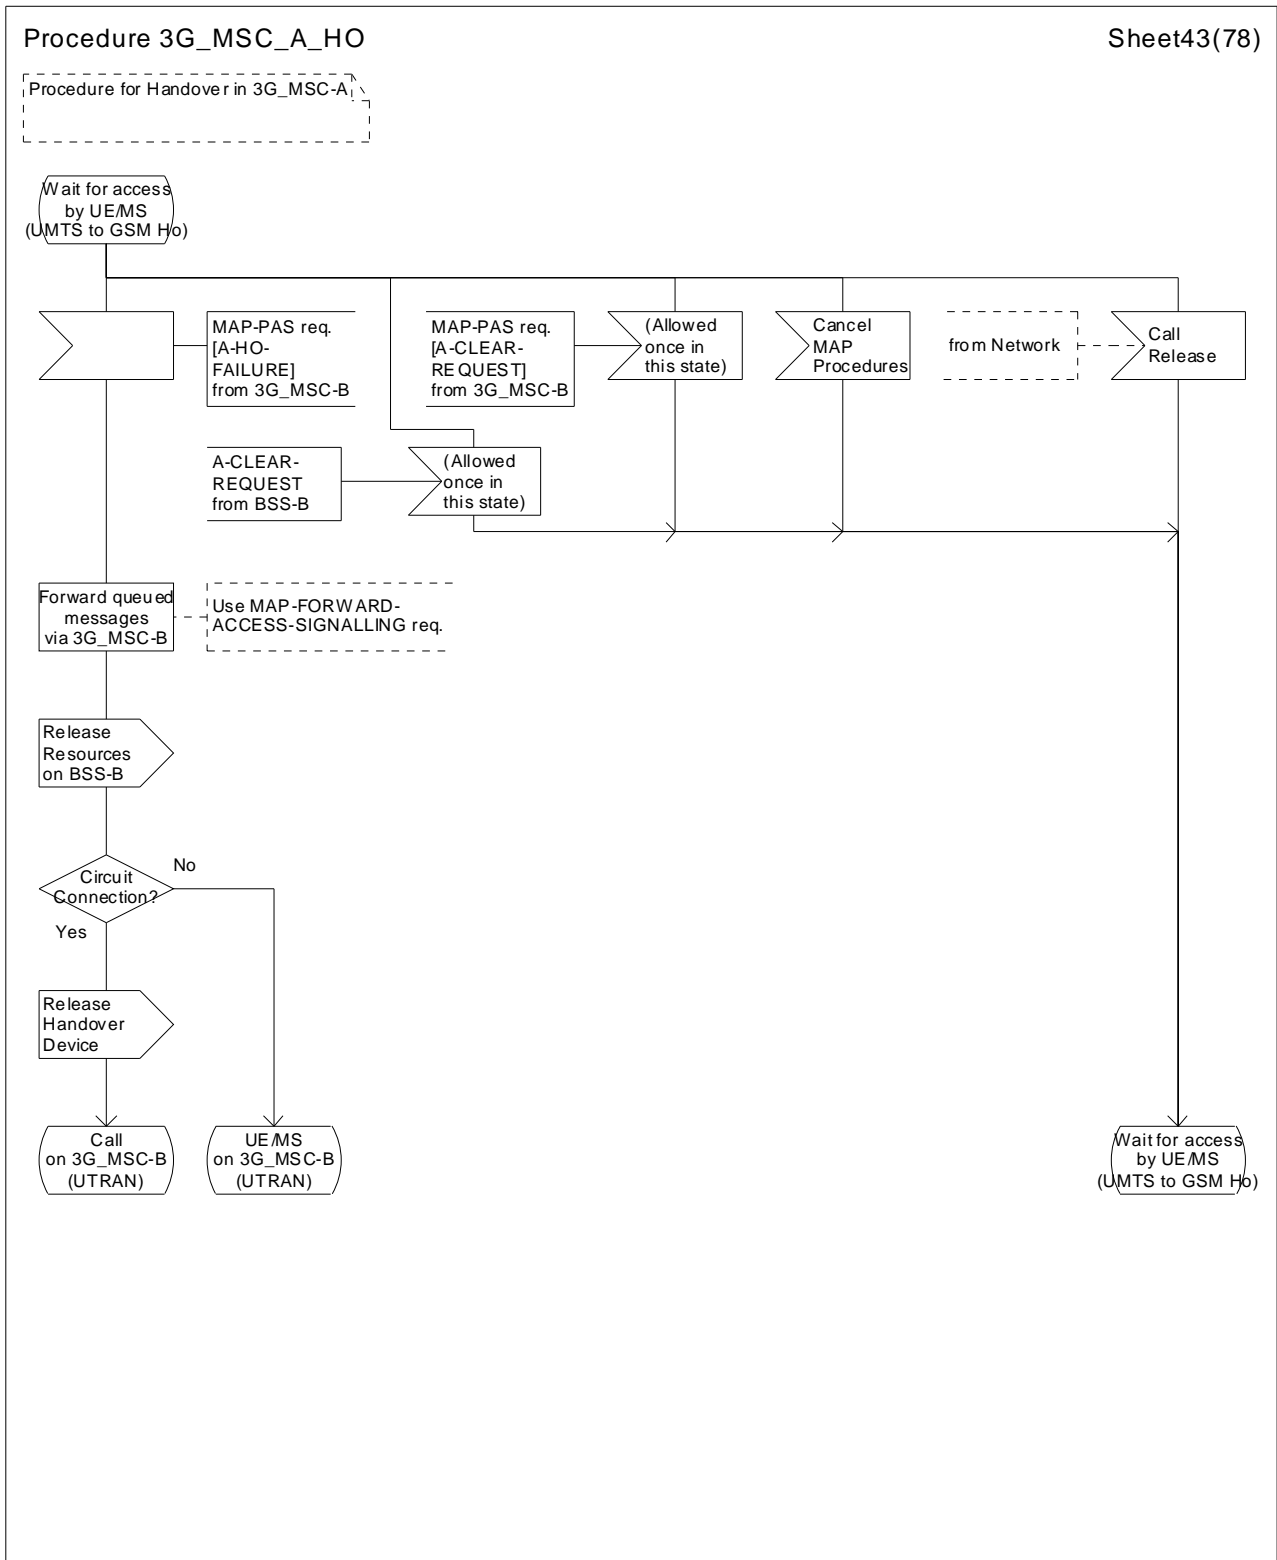 Procedure 3G_MSC_A_HO
Sheet43(78)
Procedure for Handover in 3G_MSC-A
Wait for access
by UE/MS
(UMTS to GSM Ho)
MAP-PAS req.
[A-HO-
FAILURE]
from 3G_MSC-B
MAP-PAS req.
[A-CLEAR-
REQUEST]
from 3G_MSC-B
(Allowed
once in
this state)
Cancel
MAP
Procedures
from Network
Call
Release
A-CLEAR-
REQUEST
from BSS-B
(Allowed
once in
this state)
Forward queued
messages
via 3G_MSC-B
Use MAP-FORWARD-
ACCESS-SIGNALLING req.
Release
Resources
on BSS-B
Circuit
Connection?
No
Yes
Release
Handover
Device
Call
on 3G_MSC-B
(UTRAN)
UE/MS
on 3G_MSC-B
(UTRAN)
Wait for access
by UE/MS
(UMTS to GSM Ho)